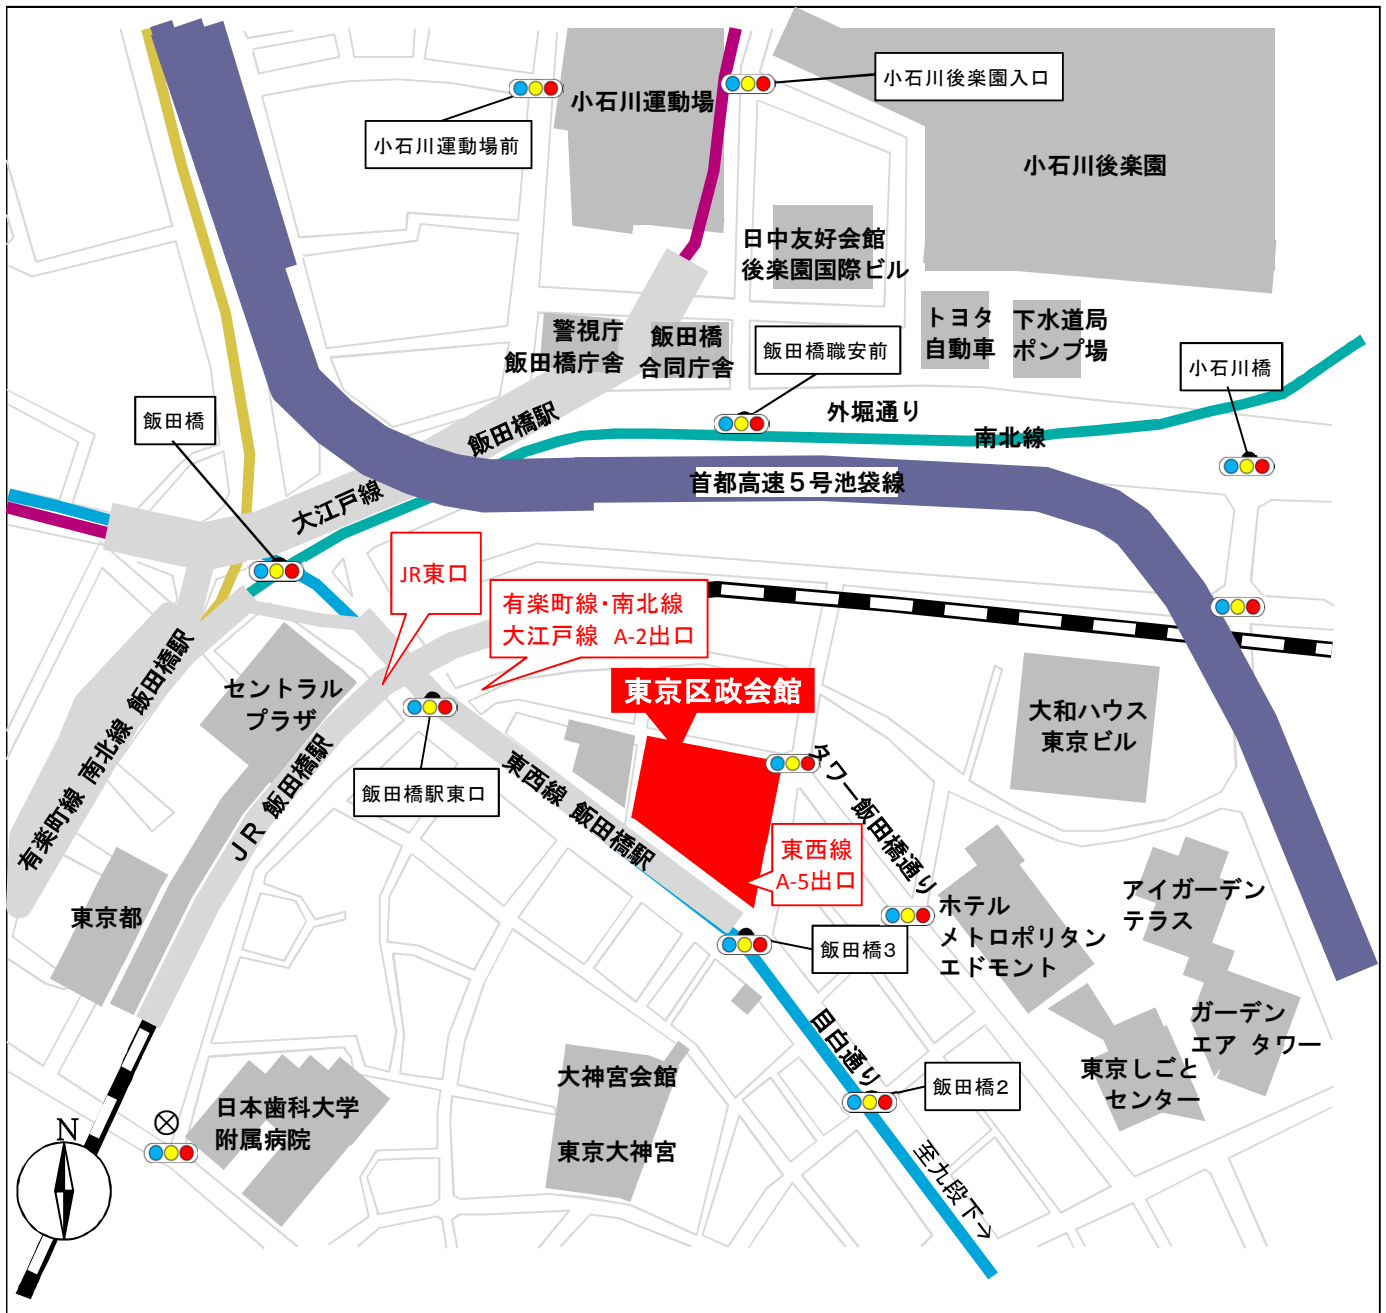 小石川後楽園入口
小石川運動場
小石川運動場前
小石川後楽園
日中友好会館
後楽園国際ビル
トヨタ
自動車
下水道局
ポンプ場
警視庁
飯田橋庁舎
飯田橋
合同庁舎
飯田橋職安前
小石川橋
飯田橋
外堀通り
飯田橋駅
南北線
首都高速5号池袋線
大江戸線
JR東口
有楽町線・南北線
大江戸線 A-2出口
東京区政会館
有楽町線 南北線 飯田橋駅
セントラル
プラザ
大和ハウス
東京ビル
JR 飯田橋駅
飯田橋駅東口
東西線 飯田橋駅
タワー飯田橋通り
東西線
A-5出口
東京都
アイガーデン
テラス
ホテル
メトロポリタン
エドモント
飯田橋3
ガーデン
エア タワー
目白通り
東京しごと
センター
飯田橋2
大神宮会館
東京大神宮
日本歯科大学
附属病院
N
至九段下→